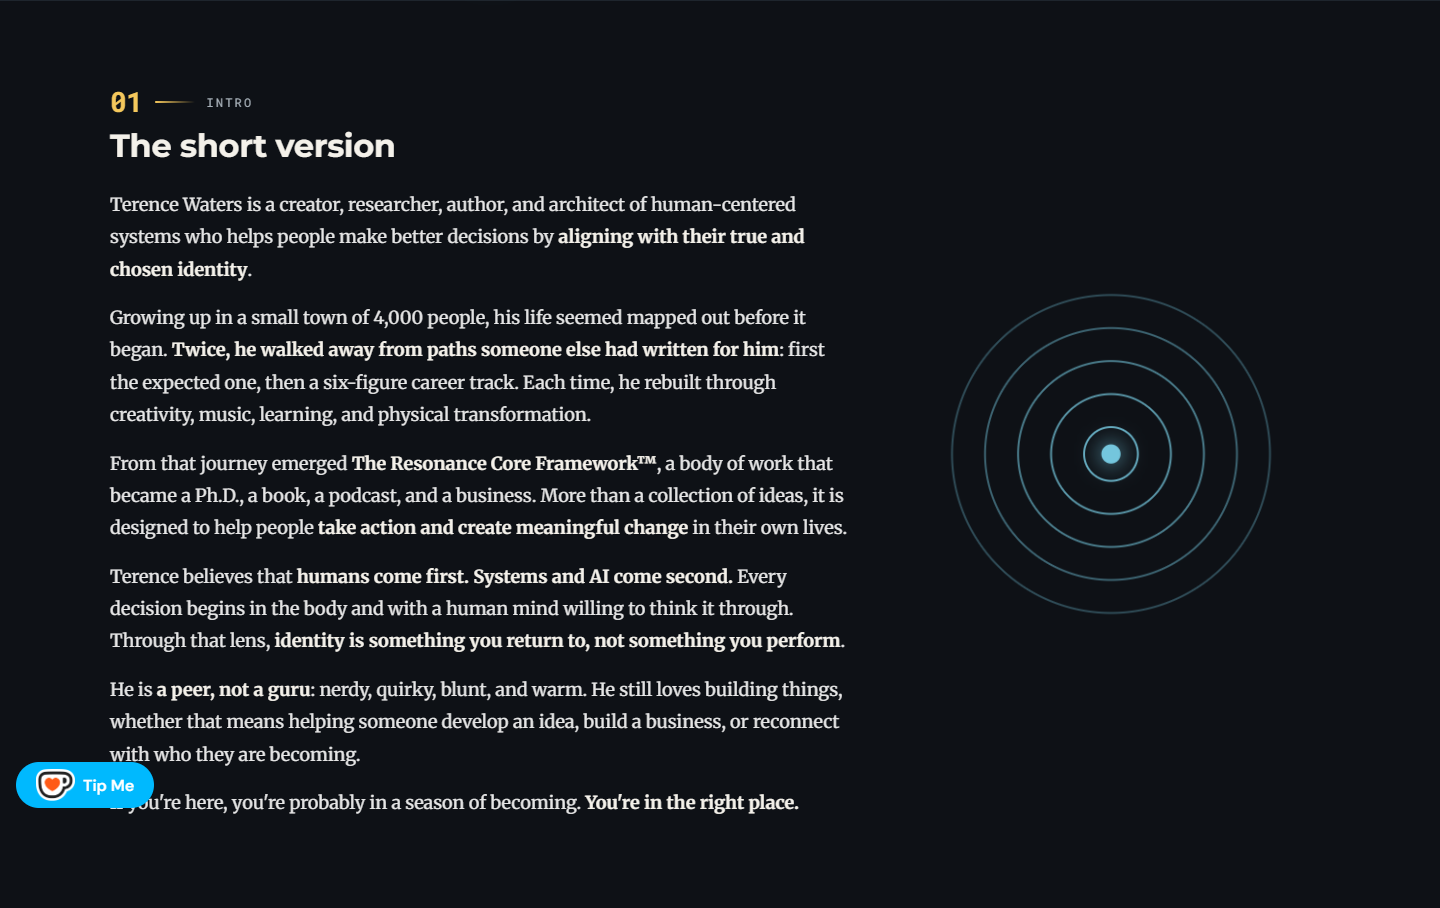 01 INTRO
The short version
Terence Waters is a creator, researcher, author, and architect of human-centered
systems who helps people make better decisions by aligning with their true and
chosen identity.
Growing up in a small town of 4,000 people, his life seemed mapped out before it
began. Twice, he walked away from paths someone else had written for him: first
the expected one, then a six-figure career track. Each time, he rebuilt through
creativity, music, learning, and physical transformation.
From that journey emerged The Resonance Core Framework™, a body of work that
became a Ph.D., a book, a podcast, and a business. More than a collection of ideas, it is
designed to help people take action and create meaningful change in their own lives.
Terence believes that humans come first. Systems and AI come second. Every
decision begins in the body and with a human mind willing to think it through.
Through that lens, identity is something you return to, not something you perform.
He is a peer, not a guru: nerdy, quirky, blunt, and warm. He still loves building things,
whether that means helping someone develop an idea, build a business, or reconnect
with who they are becoming.
Tip Me
you're here, you're probably in a season of becoming. You're in the right place.